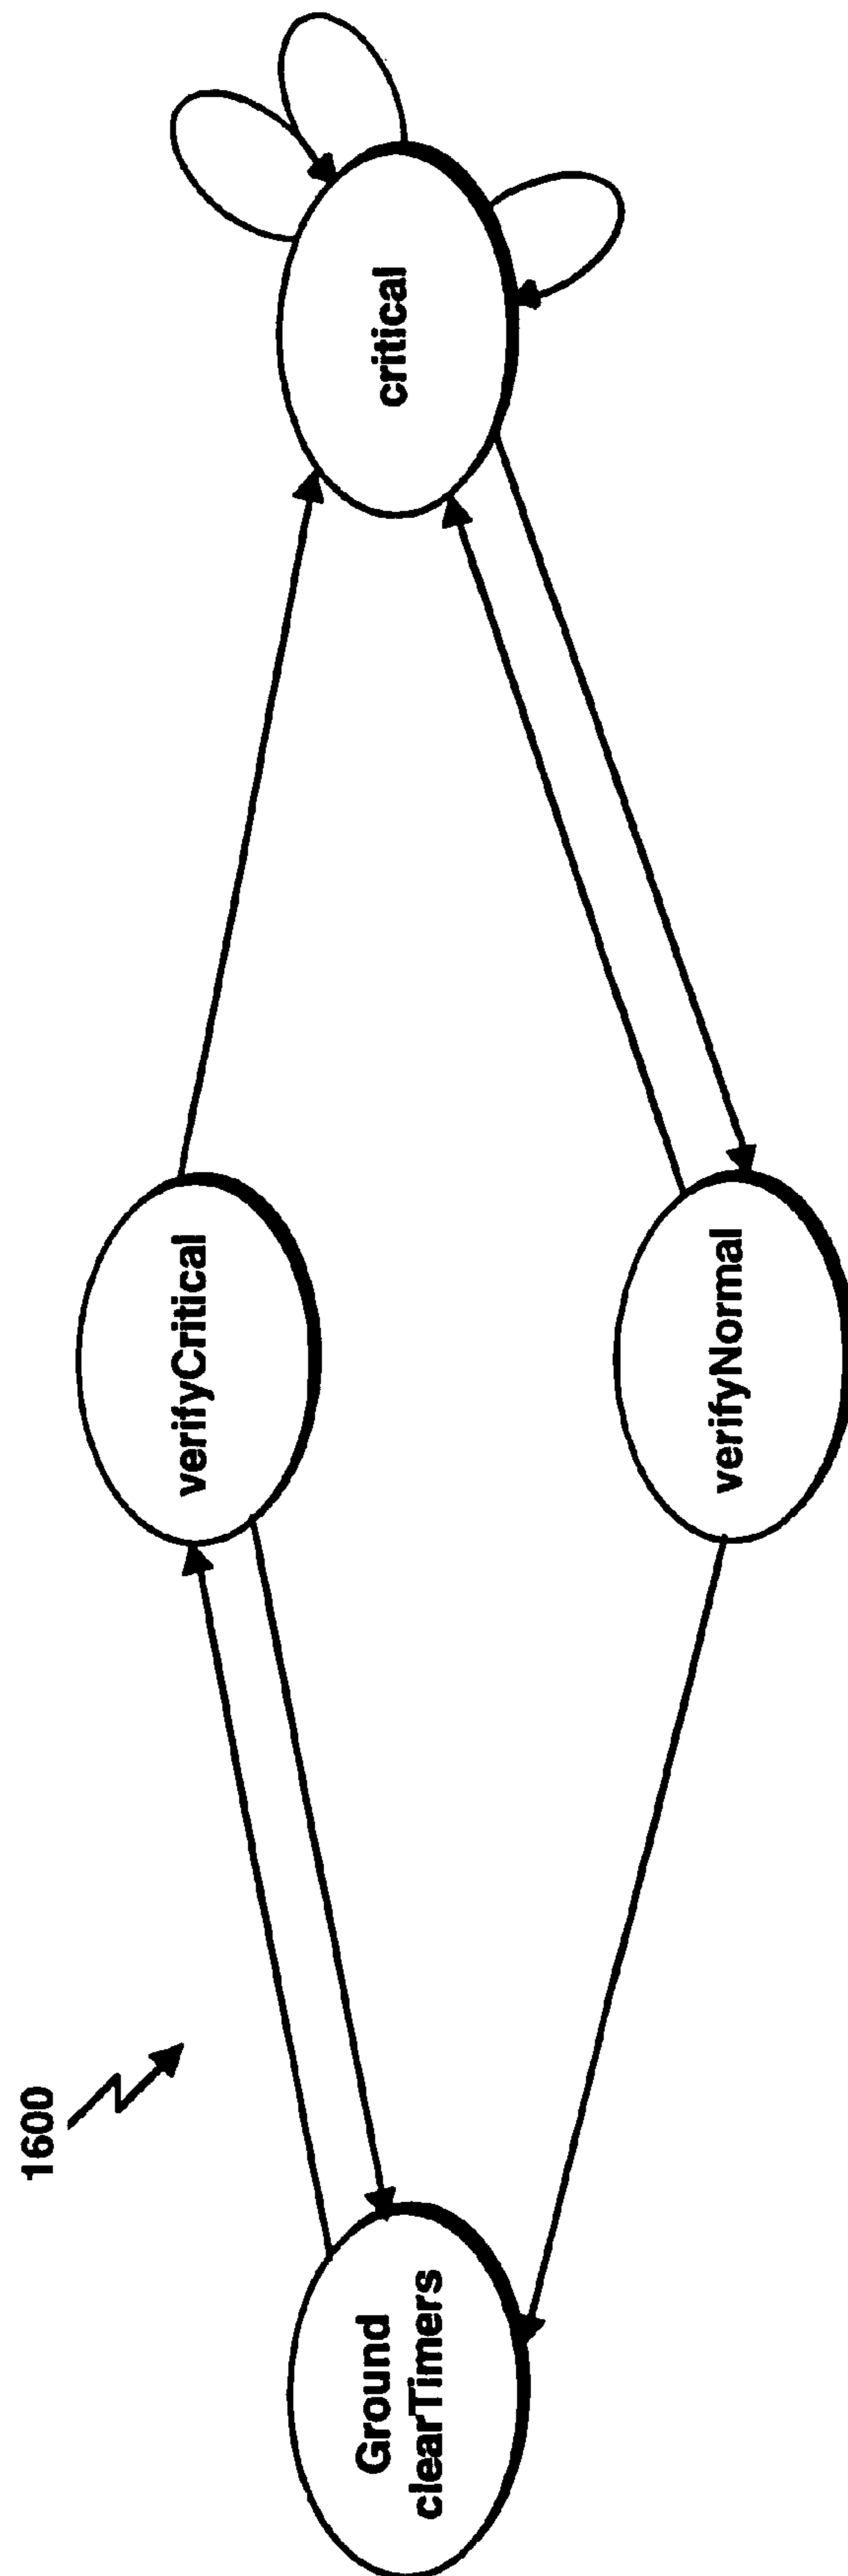 1600
Ground
clearTimers
verifyCritical
verifyNormal
critical